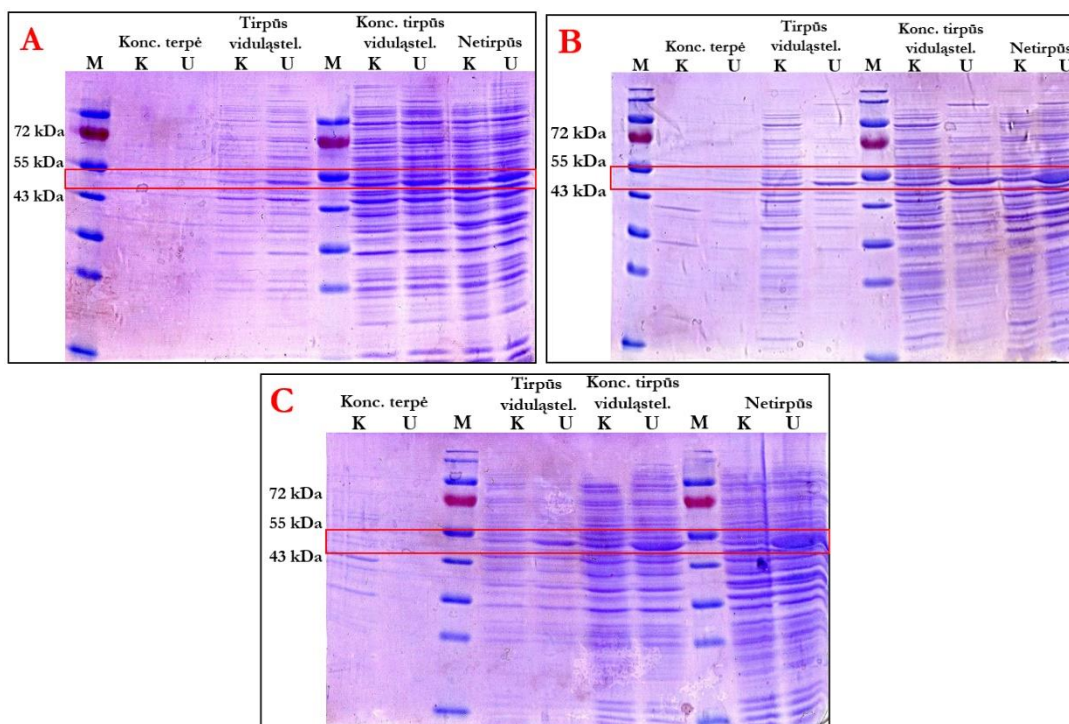 A
Konc. terpė
Tirpūs
viduląstel.
Konc. tirpūs
viduląstel.
Netirpūs
M K U K U M K U K U
72 kDa
55 kDa
43 kDa
B
Konc. terpė
Tirpūs
viduląstel.
Konc. tirpūs
viduląstel.
Netirpūs
M K U K U M K U K U
72 kDa
55 kDa
43 kDa
C
Konc. terpė
Tirpūs
viduląstel.
Konc. tirpūs
viduląstel.
Netirpūs
K U M K U K U M K U
72 kDa
55 kDa
43 kDa